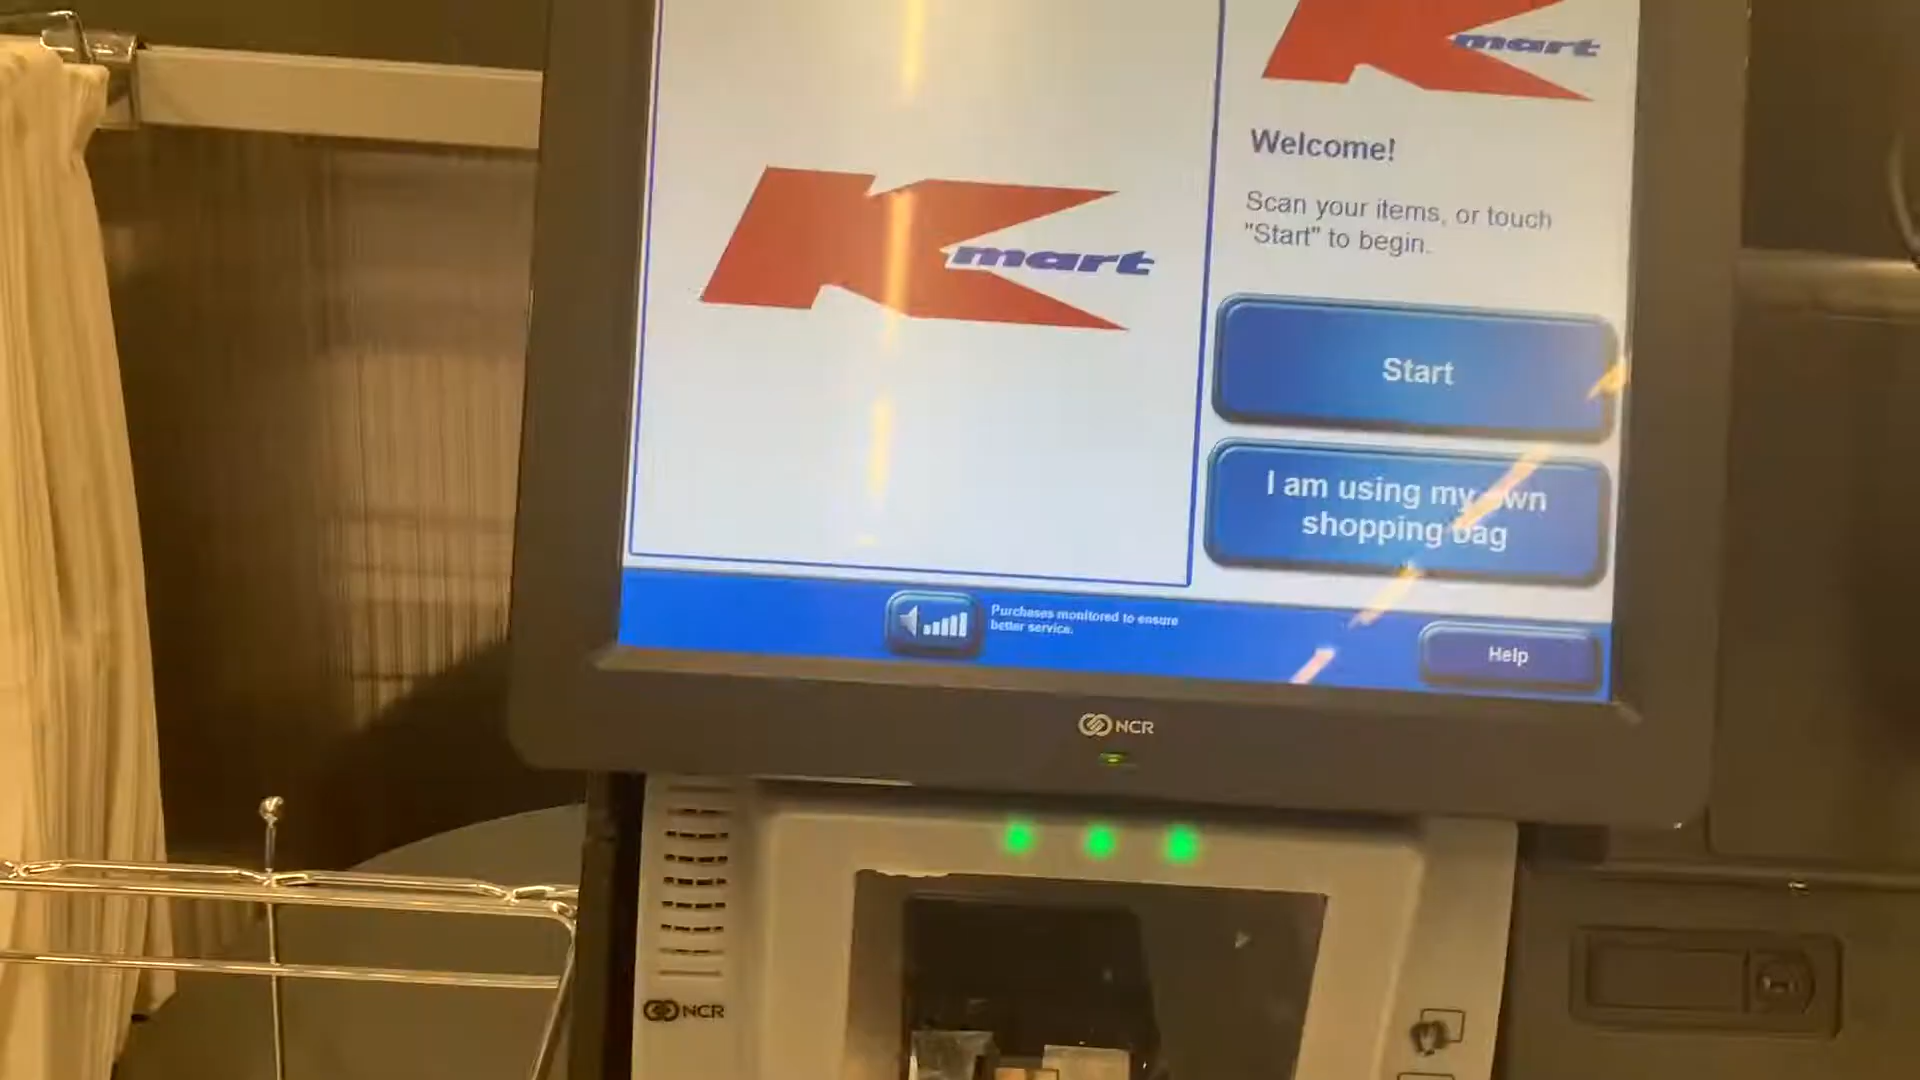 Kmart
Kmart
Welcome!
Scan your items, or touch
"Start" to begin.
Start
I am using my own
shopping bag
Purchases monitored to ensure
better service.
Help
NCR
NCR